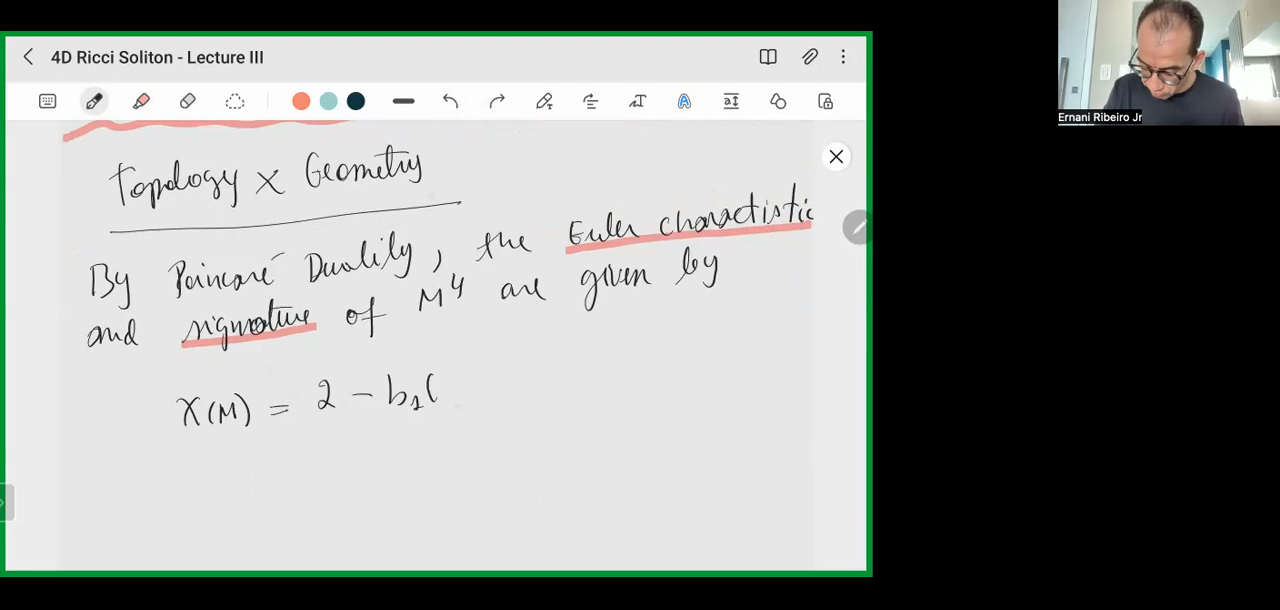 4D Ricci Soliton - Lecture III
Topology x Geometry
By Poincaré Duality, the Euler charactistic
and signature of M⁴ are given by
χ(M) = 2 - b₁(
Ernani Ribeiro Jr